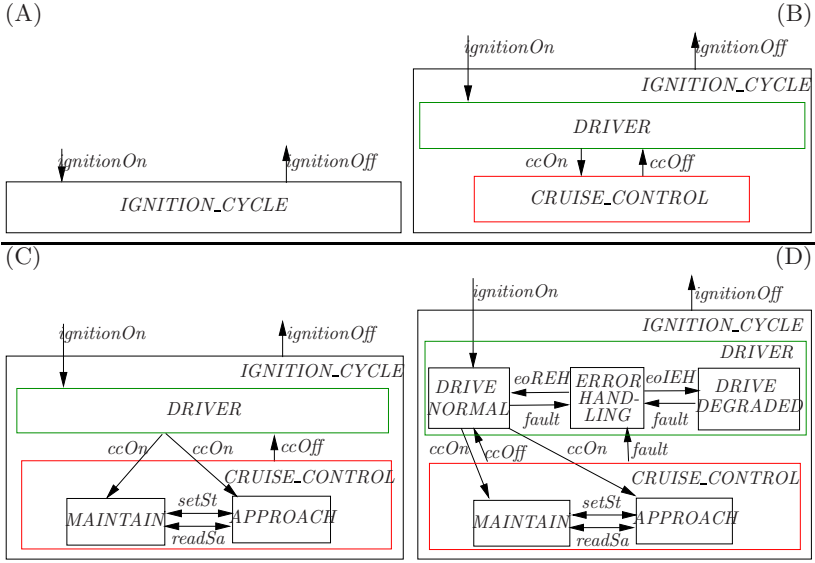 (A)
ignitionOn
ignitionOff
IGNITION_CYCLE
(B)
ignitionOn
ignitionOff
IGNITION_CYCLE
DRIVER
ccOn
ccOff
CRUISE_CONTROL
(C)
ignitionOn
ignitionOff
IGNITION_CYCLE
DRIVER
ccOn
ccOn
ccOff
CRUISE_CONTROL
MAINTAIN
setSt
readSa
APPROACH
(D)
ignitionOn
ignitionOff
IGNITION_CYCLE
DRIVER
DRIVE
NORMAL
eoREH
fault
ERROR
HAND-
LING
eoIEH
fault
DRIVE
DEGRADED
ccOn
ccOff
ccOn
fault
CRUISE_CONTROL
MAINTAIN
setSt
readSa
APPROACH